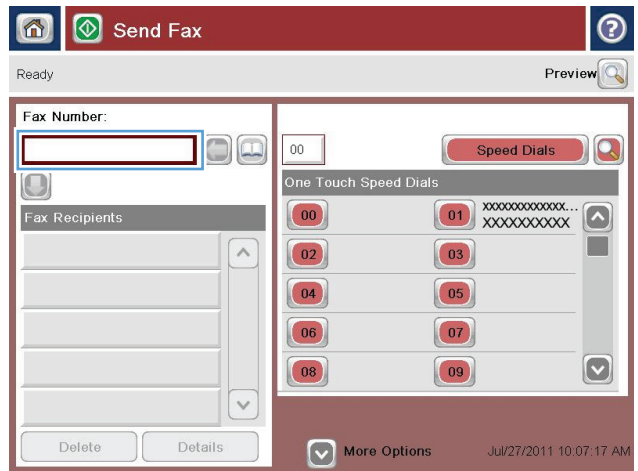 Send Fax
Ready
Preview
Fax Number:
00
Speed Dials
One Touch Speed Dials
Fax Recipients
00
01
XXXXXXXXXXXXX...
XXXXXXXXXX
02
03
04
05
06
07
08
09
Delete
Details
More Options
Jul/27/2011 10:07:17 AM